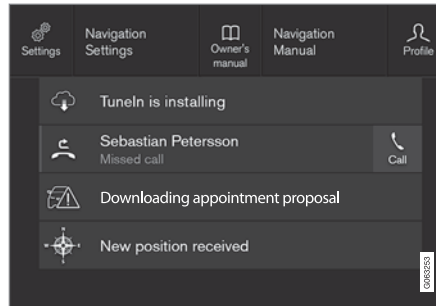 Settings
Navigation
Settings
Owner's
manual
Navigation
Manual
Profile
TuneIn is installing
Sebastian Petersson
Missed call
Call
Downloading appointment proposal
New position received
G063253